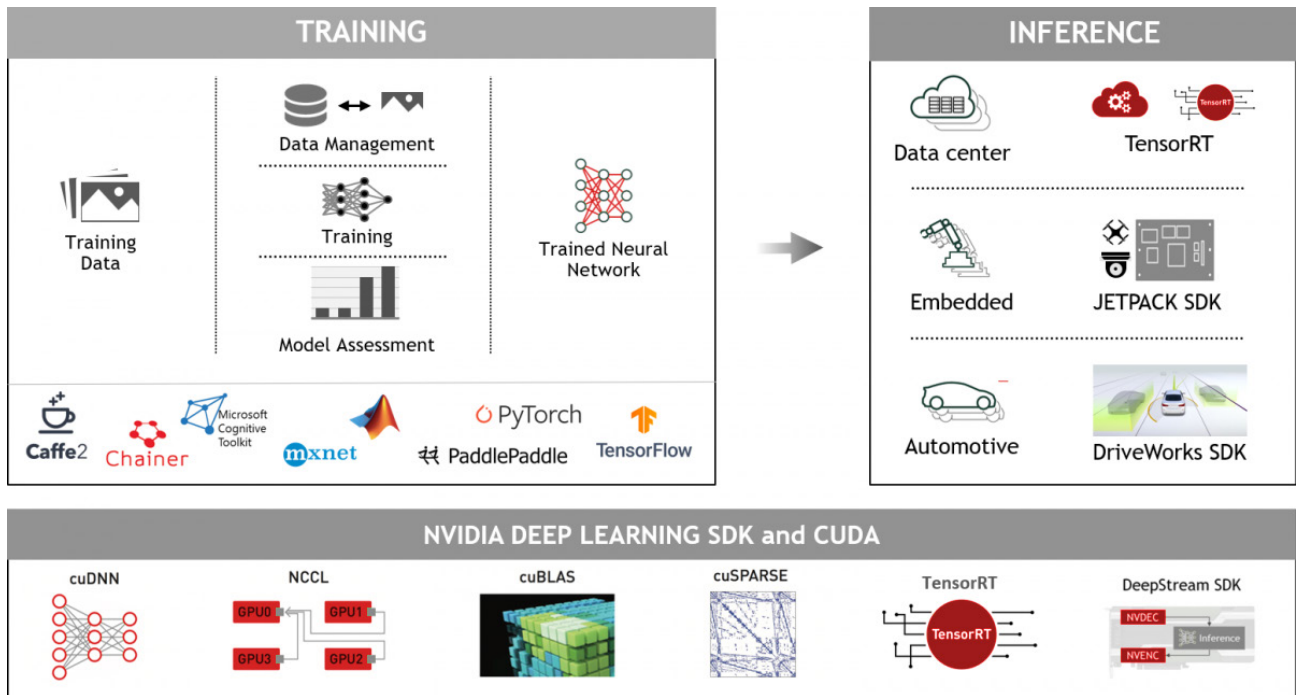 TRAINING
Data Management
Training
Data
Training
Model Assessment
Trained Neural
Network
Caffe2
Chainer
Microsoft
Cognitive
Toolkit
mxnet
PyTorch
PaddlePaddle
TensorFlow
INFERENCE
Data center
TensorRT
TensorRT
Embedded
JETPACK SDK
Automotive
DriveWorks SDK
NVIDIA DEEP LEARNING SDK and CUDA
cuDNN
NCCL
GPU0
GPU1
GPU3
GPU2
cuBLAS
cuSPARSE
TensorRT
TensorRT
DeepStream SDK
NVDEC
Inference
NVENC